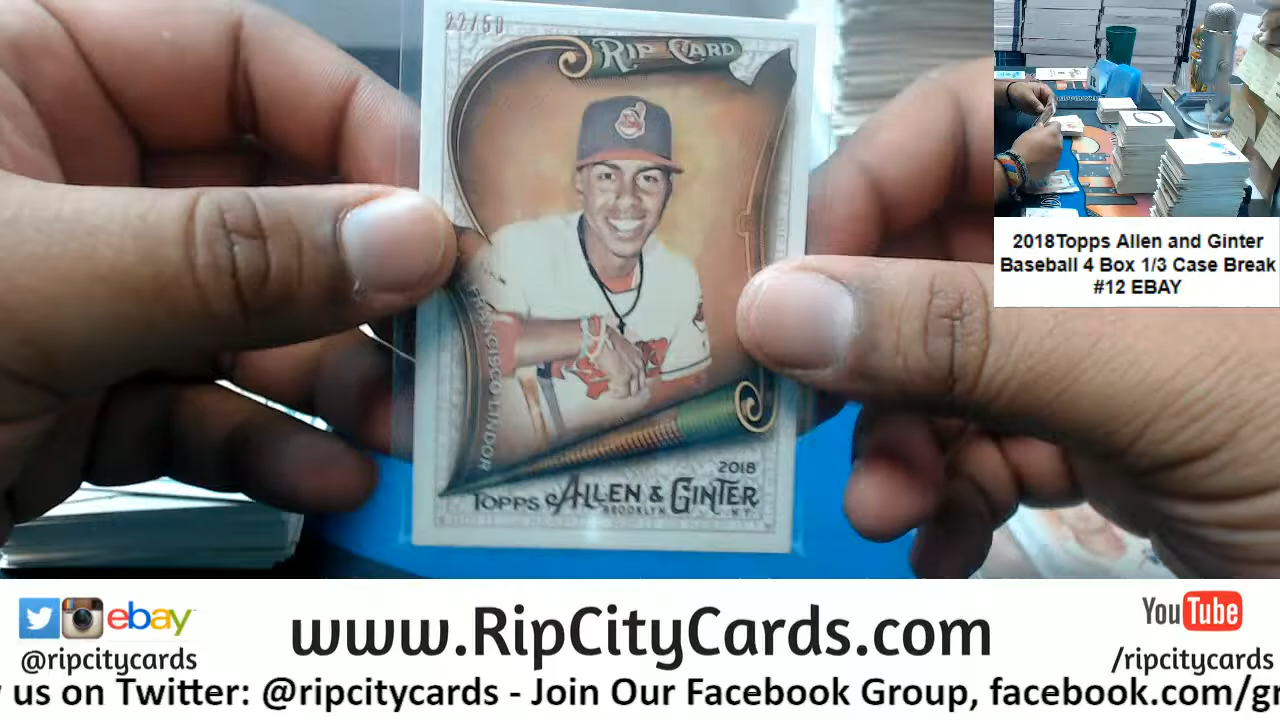 22/50
RIP CARD
FRANCISCO LINDOR
2018
TOPPS ALLEN & GINTER
BROOKLYN N.Y.
2018Topps Allen and Ginter
Baseball 4 Box 1/3 Case Break
#12 EBAY
ebay
@ripcitycards
www.RipCityCards.com
YouTube
/ripcitycards
us on Twitter: @ripcitycards - Join Our Facebook Group, facebook.com/gr